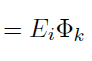 = E_i Φ_k